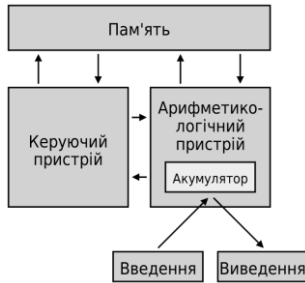 Пам'ять
Керуючий
пристрій
Арифметико-
логічний
пристрій
Акумулятор
Введення
Виведення